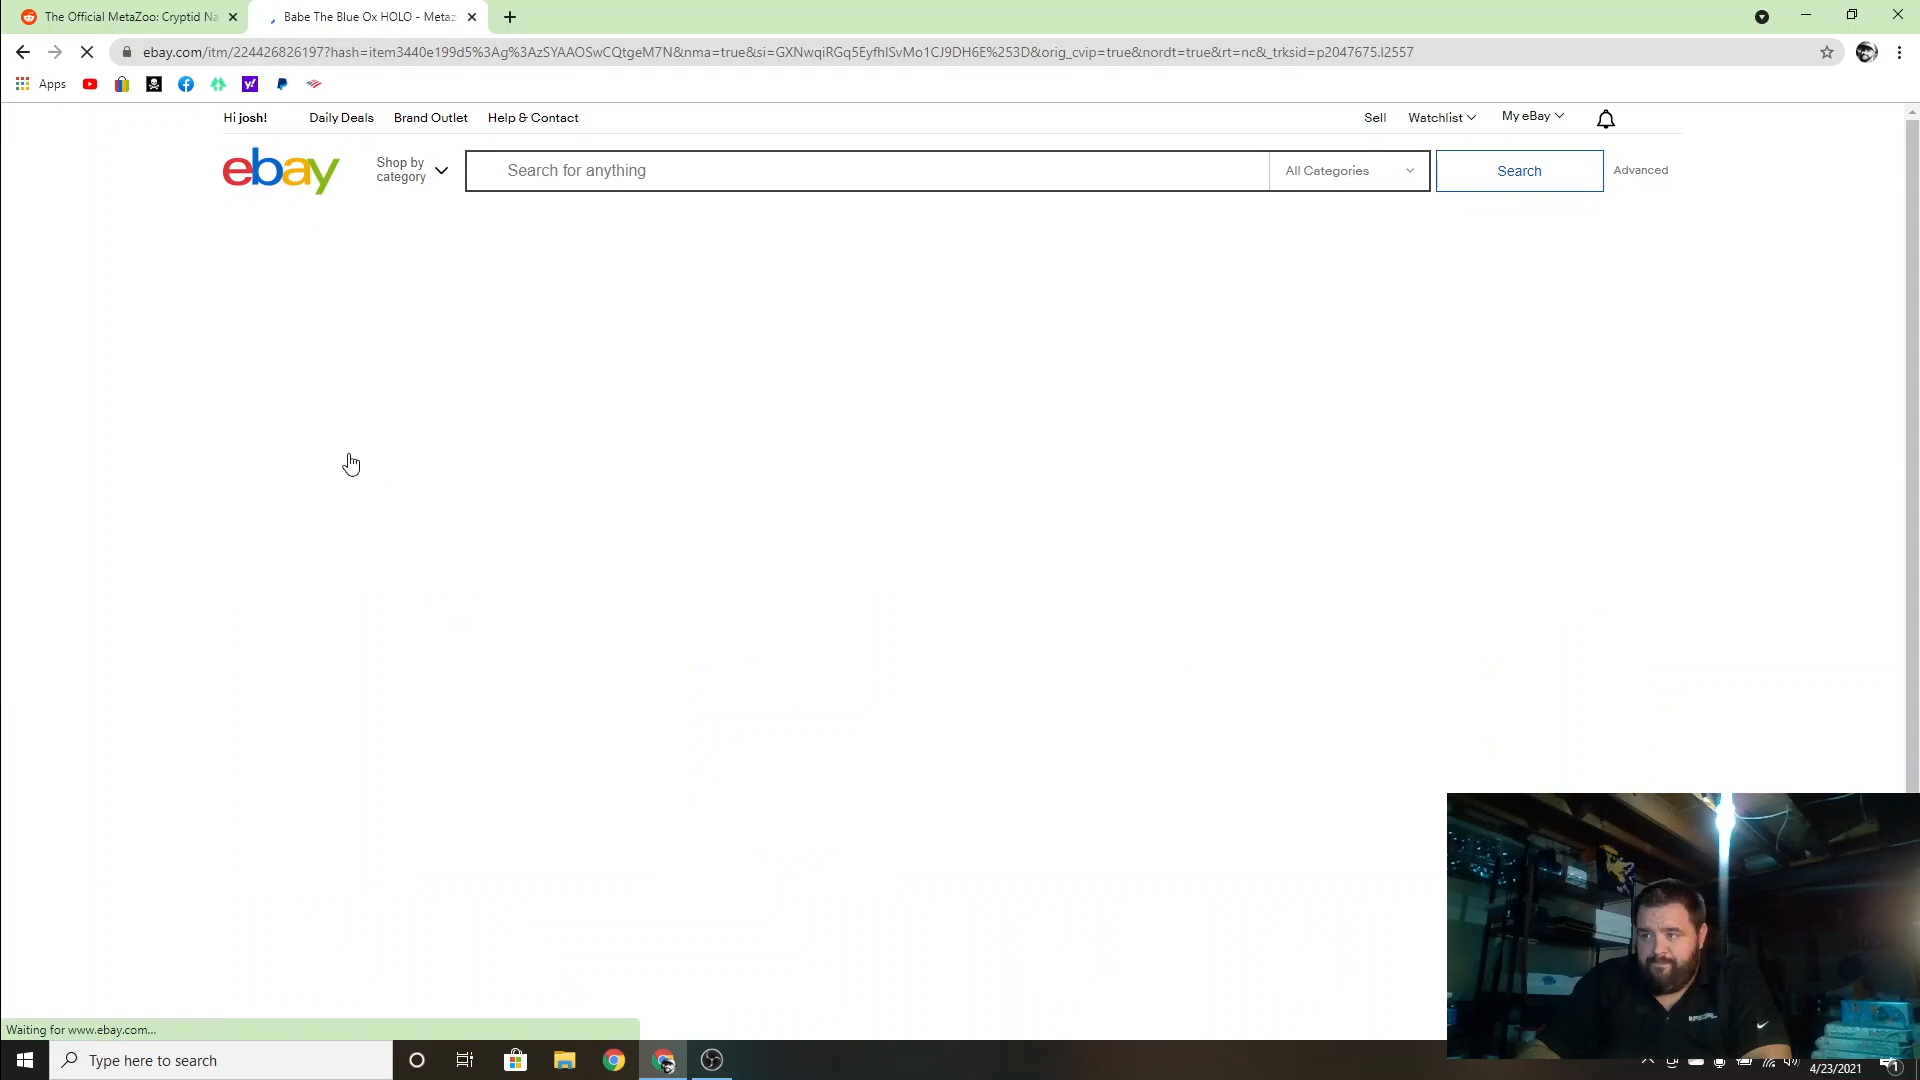 The Official MetaZoo: Cryptid Na
Babe The Blue Ox HOLO - Metaz
ebay.com/itm/224426826197?hash=item3440e199d5%3Ag%3AzSYAAOSwCQtgeM7N&nma=true&si=GXNwqiRGq5EyfhlSvMo1CJ9DH6E%253D&orig_cvip=true&nordt=true&rt=nc&_trksid=p2047675.l2557
Apps
Hi josh!
Daily Deals
Brand Outlet
Help & Contact
Sell
Watchlist
My eBay
ebay
Shop by category
Search for anything
All Categories
Search
Advanced
Waiting for www.ebay.com...
Type here to search
4/23/2021
1